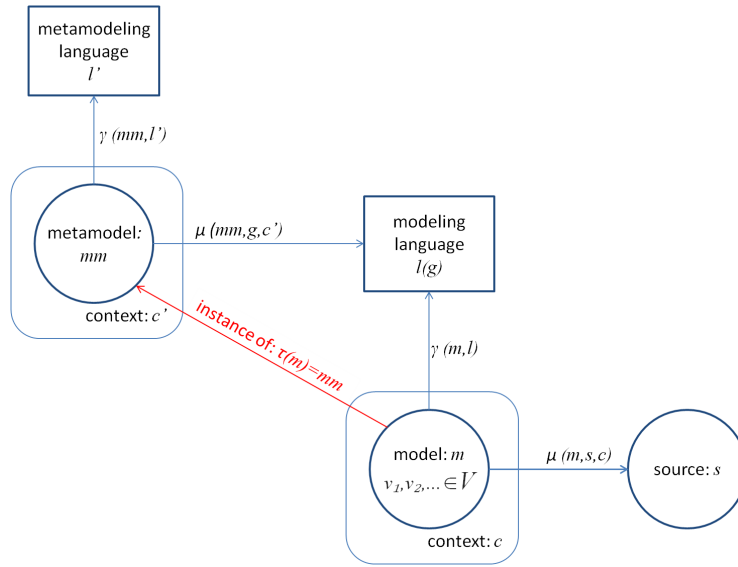 metamodeling
language
l’
γ (mm,l’)
metamodel:
mm
μ (mm,g,c’)
modeling
language
l(g)
context: c’
instance of: τ(m)=mm
γ (m,l)
model: m
v₁,v₂,... ∈ V
μ (m,s,c)
source: s
context: c